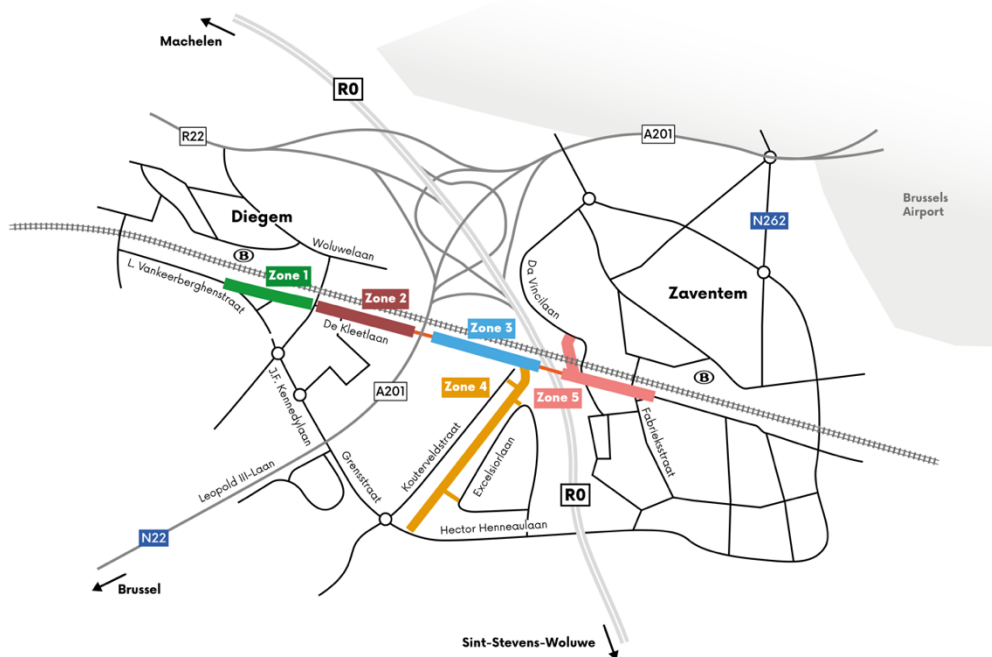 Machelen
R0
R22
A201
Brussels
Airport
N262
Diegem
Woluwelaan
B
Zone 1
Da Vincilaan
L. Vankeerberghenstraat
Zone 2
Zaventem
De Kleetlaan
Zone 3
B
Zone 4
A201
Zone 5
J.F. Kennedylaan
Kouterveldstraat
Fabrieksstraat
Excelsiorlaan
Grensstraat
Leopold III-Laan
R0
Hector Henneaulaan
N22
Brussel
Sint-Stevens-Woluwe